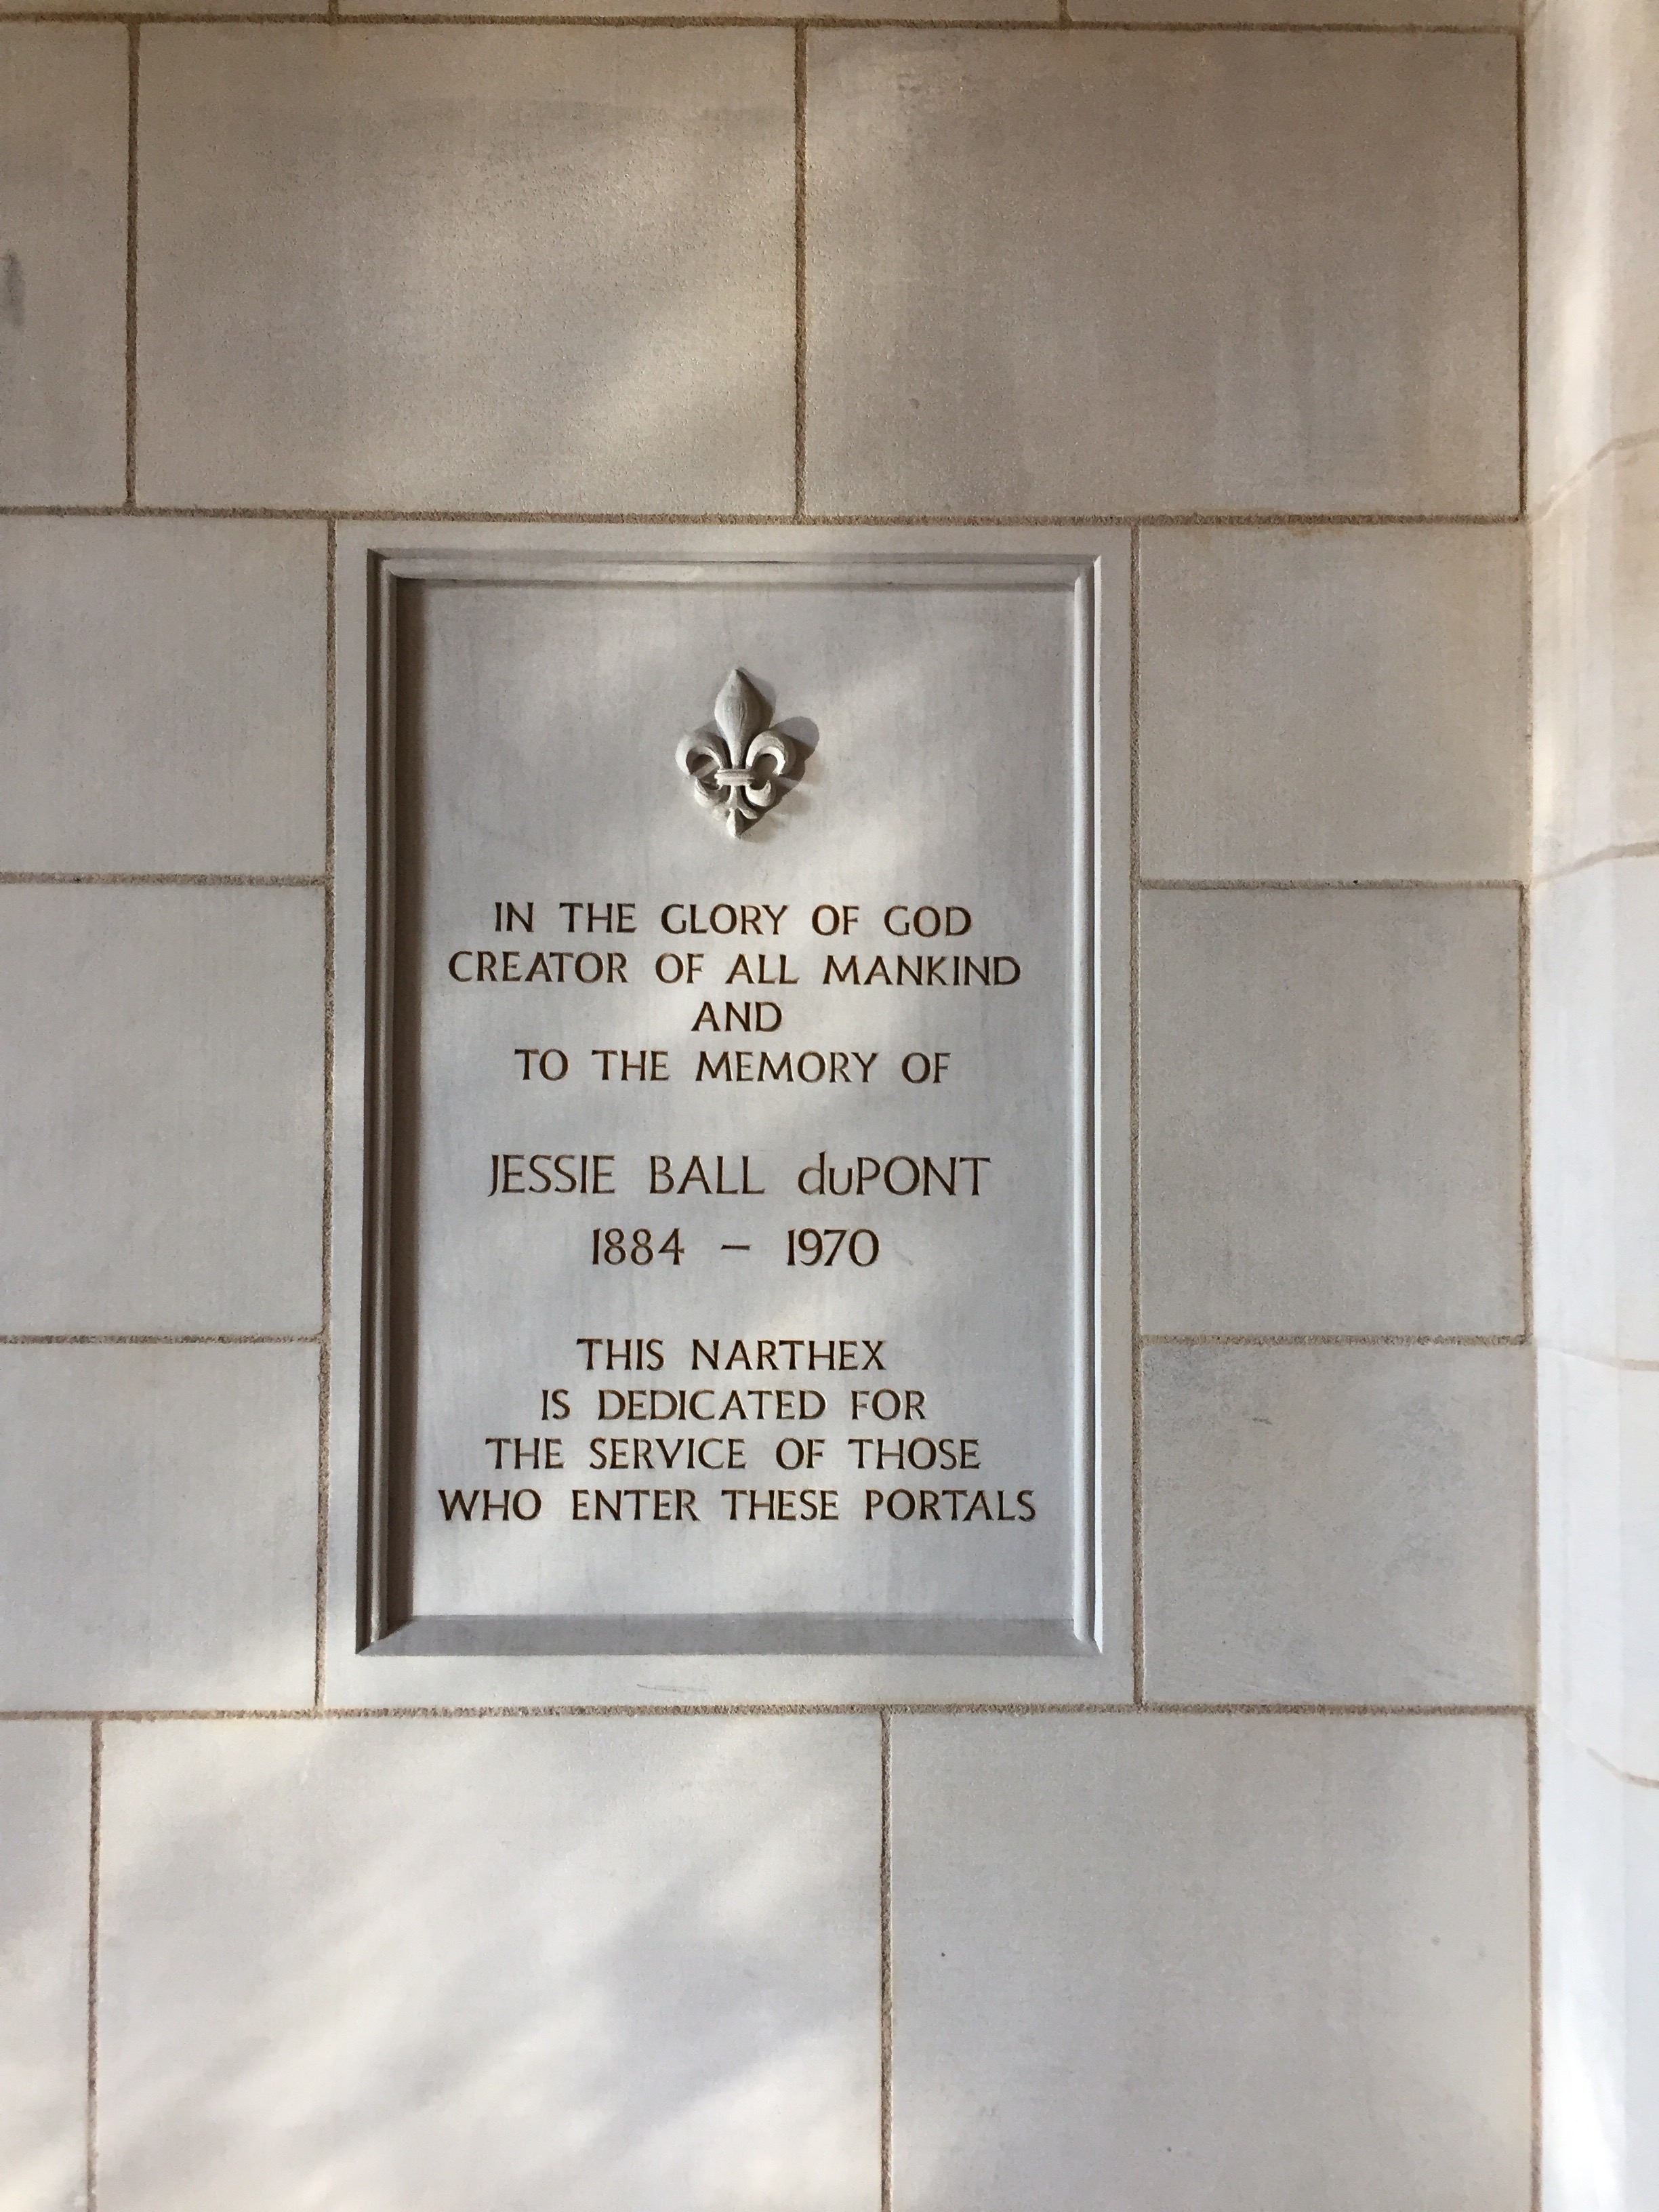 IN THE GLORY OF GOD
CREATOR OF ALL MANKIND
AND
TO THE MEMORY OF
JESSIE BALL duPONT
1884 – 1970
THIS NARTHEX
IS DEDICATED FOR
THE SERVICE OF THOSE
WHO ENTER THESE PORTALS